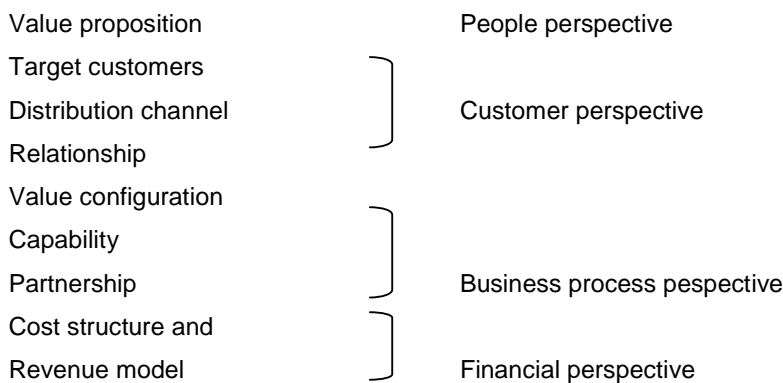 Value proposition People perspective
Target customers
Distribution channel Customer perspective
Relationship
Value configuration
Capability
Partnership Business process pespective
Cost structure and
Revenue model Financial perspective